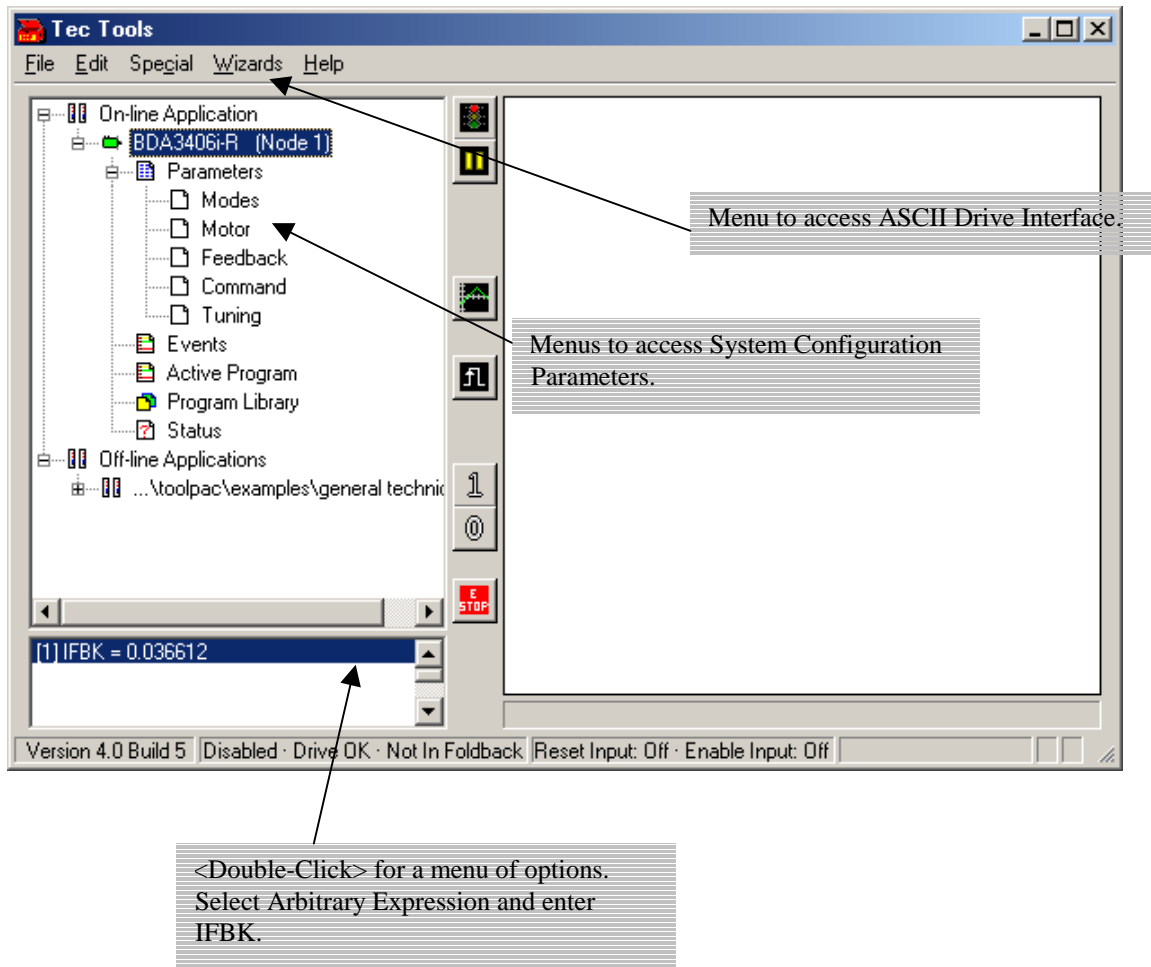 Tec Tools
File Edit Special Wizards Help
On-line Application
BDA3406i-R (Node 1)
Parameters
Modes
Motor
Feedback
Command
Tuning
Events
Active Program
Program Library
Status
Off-line Applications
...\toolpac\examples\general technic
1
0
E
STOP
[1] IFBK = 0.036612
Version 4.0 Build 5 Disabled · Drive OK · Not In Foldback Reset Input: Off · Enable Input: Off
Menu to access ASCII Drive Interface.
Menus to access System Configuration
Parameters.
<Double-Click> for a menu of options.
Select Arbitrary Expression and enter
IFBK.